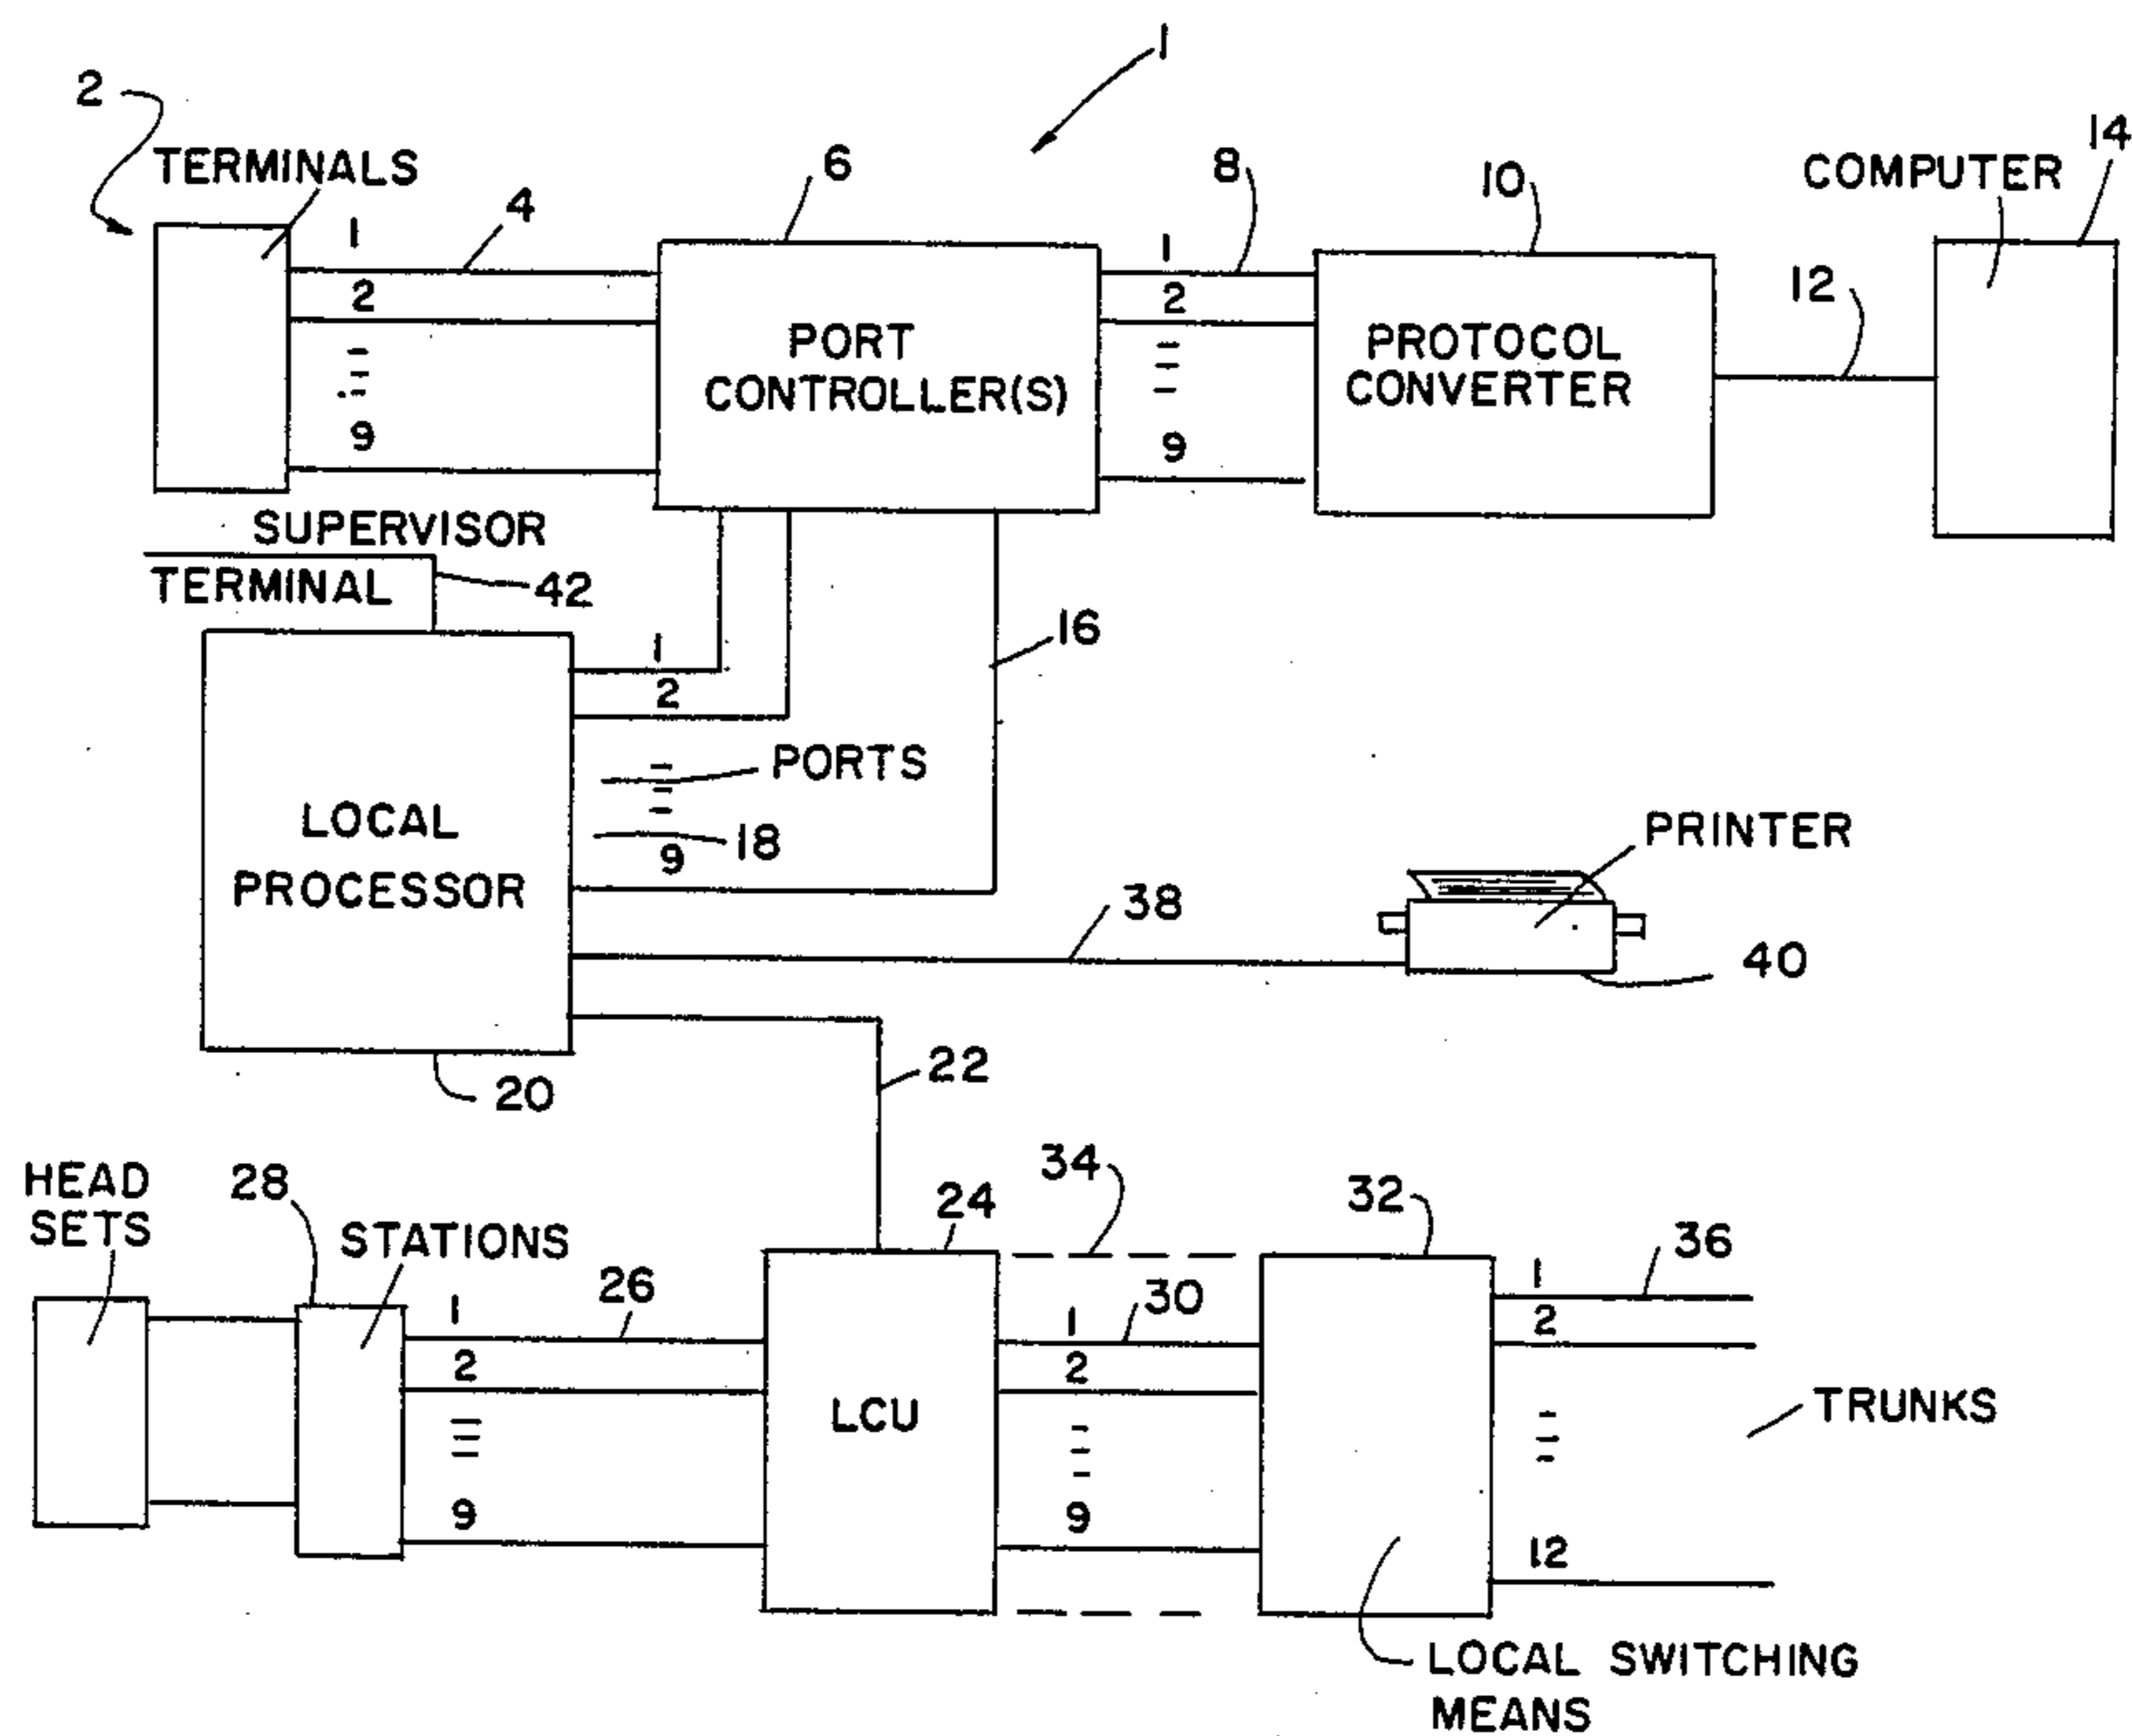 1
2
TERMINALS
6
8
10
COMPUTER
14
1
4
2
9
PORT
CONTROLLER(S)
1
2
9
PROTOCOL
CONVERTER
12
SUPERVISOR
TERMINAL
42
1
2
16
PORTS
18
9
LOCAL
PROCESSOR
PRINTER
38
40
20
22
HEAD
SETS
28
STATIONS
26
1
2
9
24
LCU
34
30
1
2
9
32
36
1
2
12
TRUNKS
LOCAL SWITCHING
MEANS